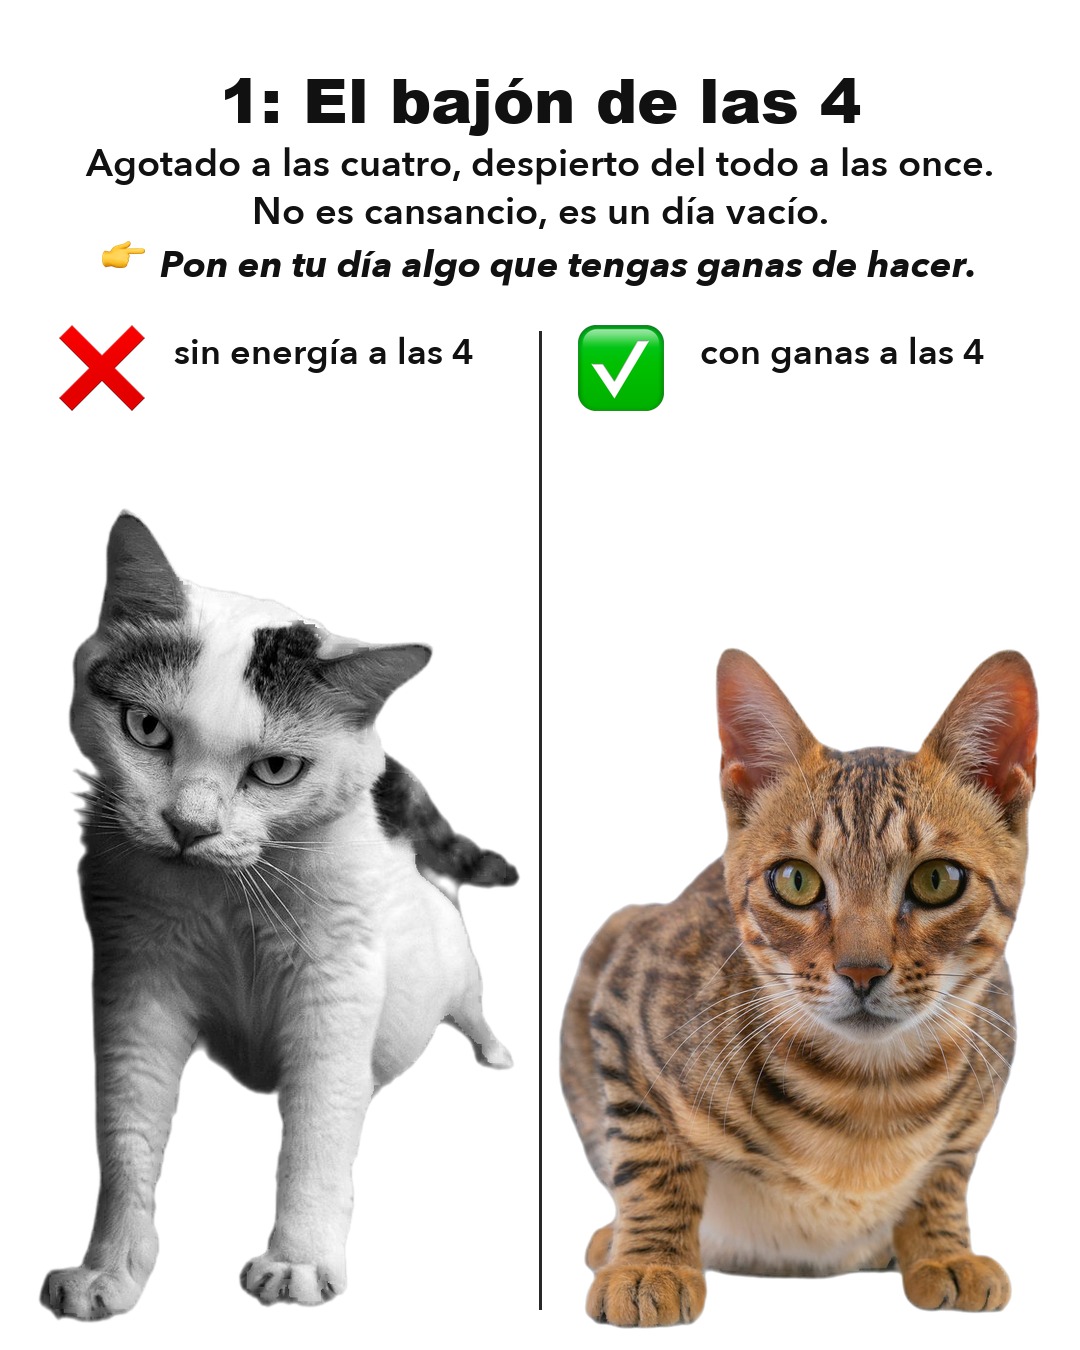 1: El bajón de las 4
Agotado a las cuatro, despierto del todo a las once.
No es cansancio, es un día vacío.
👉 Pon en tu día algo que tengas ganas de hacer.
❌ sin energía a las 4
✅ con ganas a las 4